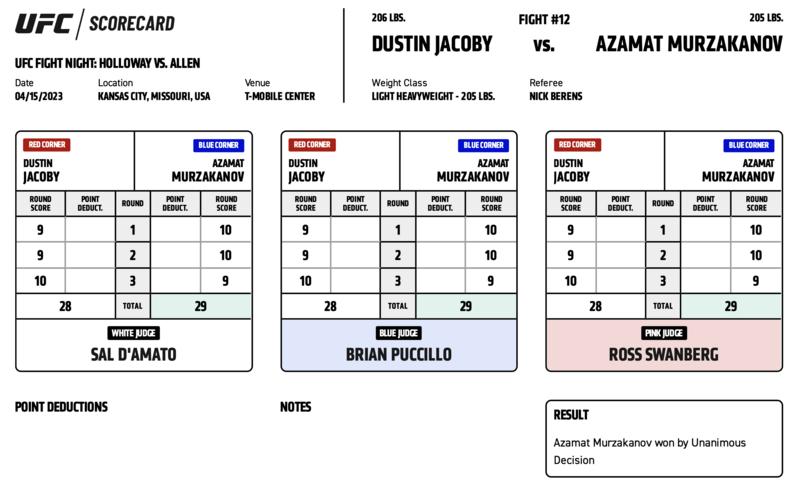 UFC SCORECARD
UFC FIGHT NIGHT: HOLLOWAY VS. ALLEN
Date Location Venue
04/15/2023 KANSAS CITY, MISSOURI, USA T-MOBILE CENTER
206 LBS. FIGHT #12 205 LBS.
DUSTIN JACOBY vs. AZAMAT MURZAKANOV
Weight Class Referee
LIGHT HEAVYWEIGHT - 205 LBS. NICK BERENS
RED CORNER BLUE CORNER
DUSTIN AZAMAT
JACOBY MURZAKANOV
ROUND POINT ROUND POINT ROUND
SCORE DEDUCT. DEDUCT. SCORE
9 1 10
9 2 10
10 3 9
28 TOTAL 29
WHITE JUDGE
SAL D'AMATO
RED CORNER BLUE CORNER
DUSTIN AZAMAT
JACOBY MURZAKANOV
ROUND POINT ROUND POINT ROUND
SCORE DEDUCT. DEDUCT. SCORE
9 1 10
9 2 10
10 3 9
28 TOTAL 29
BLUE JUDGE
BRIAN PUCCILLO
RED CORNER BLUE CORNER
DUSTIN AZAMAT
JACOBY MURZAKANOV
ROUND POINT ROUND POINT ROUND
SCORE DEDUCT. DEDUCT. SCORE
9 1 10
9 2 10
10 3 9
28 TOTAL 29
PINK JUDGE
ROSS SWANBERG
POINT DEDUCTIONS
NOTES
RESULT
Azamat Murzakanov won by Unanimous
Decision